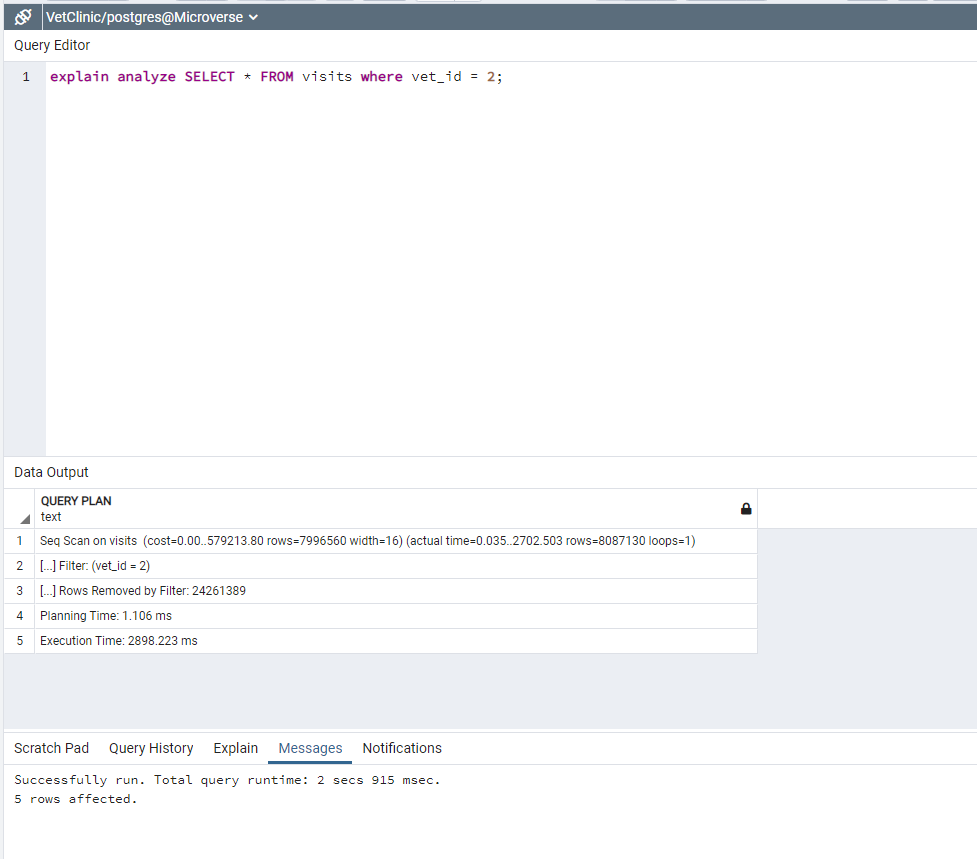 VetClinic/postgres@Microverse
Query Editor
1 explain analyze SELECT * FROM visits where vet_id = 2;
Data Output
QUERY PLAN
text
1 Seq Scan on visits (cost=0.00..579213.80 rows=7996560 width=16) (actual time=0.035..2702.503 rows=8087130 loops=1)
2 [...] Filter: (vet_id = 2)
3 [...] Rows Removed by Filter: 24261389
4 Planning Time: 1.106 ms
5 Execution Time: 2898.223 ms
Scratch Pad Query History Explain Messages Notifications
Successfully run. Total query runtime: 2 secs 915 msec.
5 rows affected.